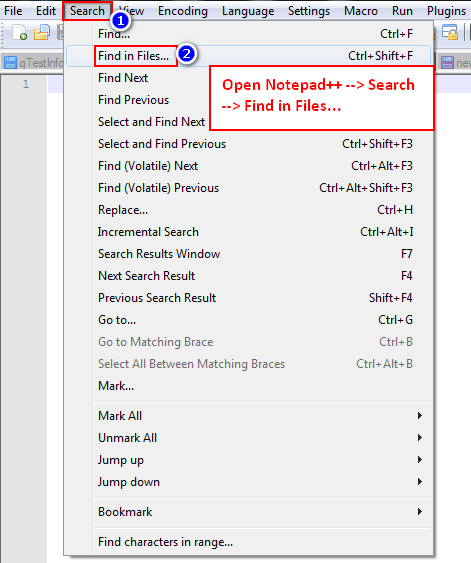 File Edit Search View Encoding Language Settings Macro Run Plugins
1
Find... Ctrl+F
2
Find in Files... Ctrl+Shift+F
qTestInfo
new
1
Find Next
Find Previous
Select and Find Next
Open Notepad++ --> Search
--> Find in Files...
Select and Find Previous Ctrl+Shift+F3
Find (Volatile) Next Ctrl+Alt+F3
Find (Volatile) Previous Ctrl+Alt+Shift+F3
Replace... Ctrl+H
Incremental Search Ctrl+Alt+I
Search Results Window F7
Next Search Result F4
Previous Search Result Shift+F4
Go to... Ctrl+G
Go to Matching Brace Ctrl+B
Select All Between Matching Braces Ctrl+Alt+B
Mark...
Mark All
Unmark All
Jump up
Jump down
Bookmark
Find characters in range...